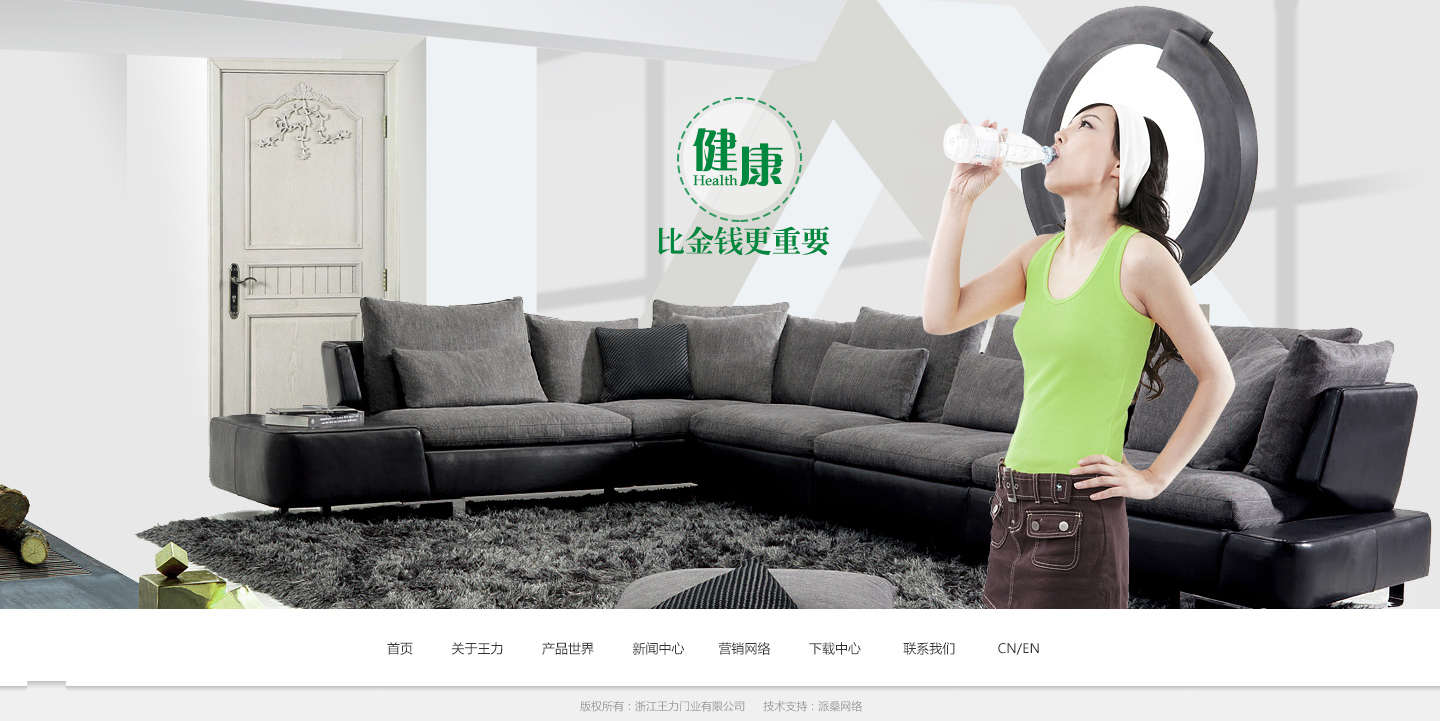 健康
Health
比金钱更重要
首页 关于王力 产品世界 新闻中心 营销网络 下载中心 联系我们 CN/EN
版权所有：浙江王力门业有限公司 技术支持：派桑网络